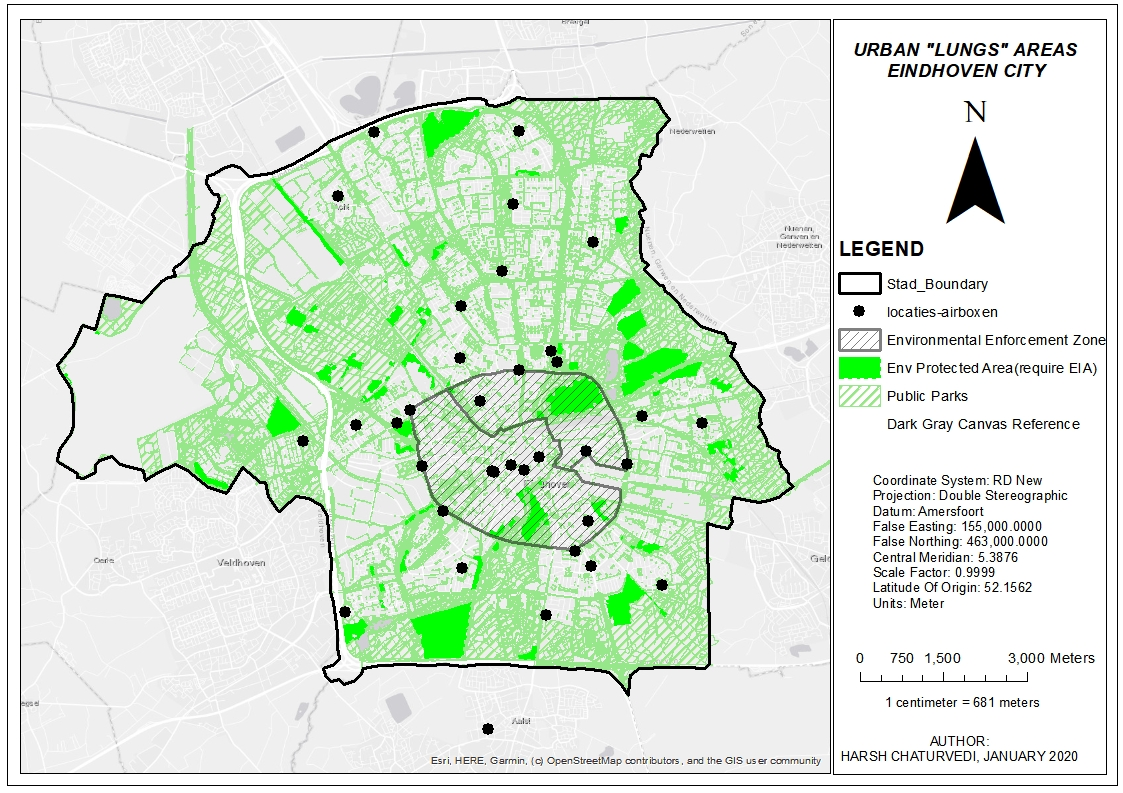 URBAN "LUNGS" AREAS
EINDHOVEN CITY
N
LEGEND
Stad_Boundary
locaties-airboxen
Environmental Enforcement Zone
Env Protected Area(require EIA)
Public Parks
Dark Gray Canvas Reference
Coordinate System: RD New
Projection: Double Stereographic
Datum: Amersfoort
False Easting: 155,000.0000
False Northing: 463,000.0000
Central Meridian: 5.3876
Scale Factor: 0.9999
Latitude Of Origin: 52.1562
Units: Meter
0 750 1,500 3,000 Meters
1 centimeter = 681 meters
AUTHOR:
HARSH CHATURVEDI, JANUARY 2020
Nederwetten
Nuenen,
Gerwen en
Nederwetten
Oerle
Veldhoven
Aalst
Esri, HERE, Garmin, (c) OpenStreetMap contributors, and the GIS user community